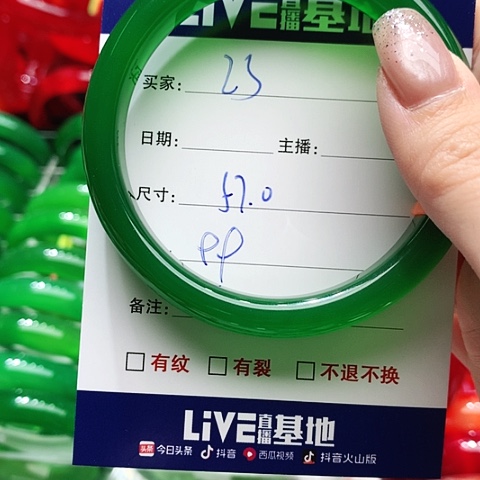 LiVE直播基地
买家: 23
日期: 主播:
尺寸: 57.0
PP
备注:
有纹 有裂 不退不换
LiVE直播基地
头条 今日头条 抖音 西瓜视频 抖音火山版